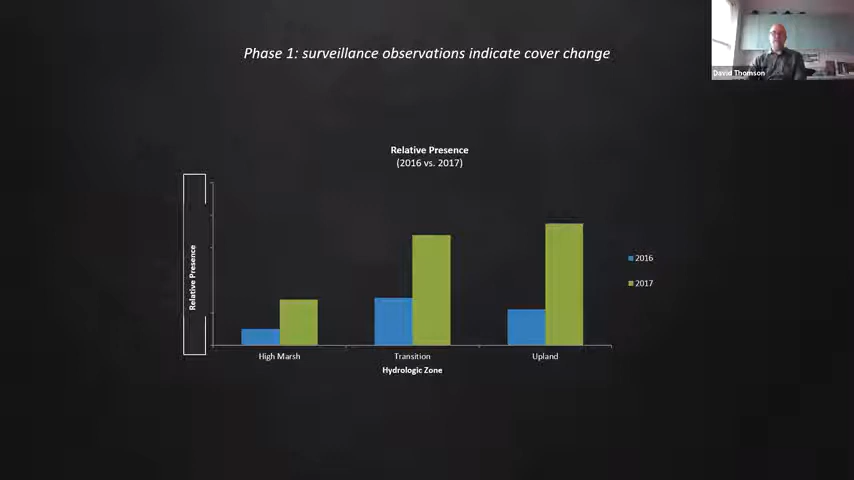 Phase 1: surveillance observations indicate cover change
David Thomson
Relative Presence
(2016 vs. 2017)
Relative Presence
2016
2017
High Marsh
Transition
Upland
Hydrologic Zone